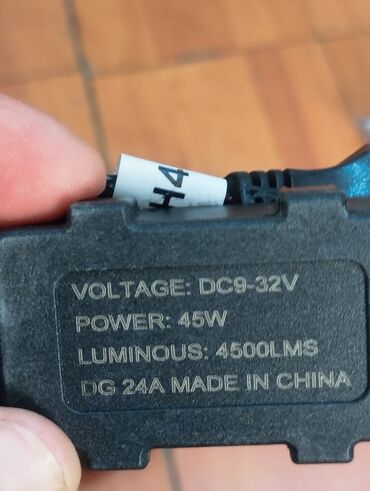 H4
VOLTAGE: DC9-32V
POWER: 45W
LUMINOUS: 4500LMS
DG 24A MADE IN CHINA